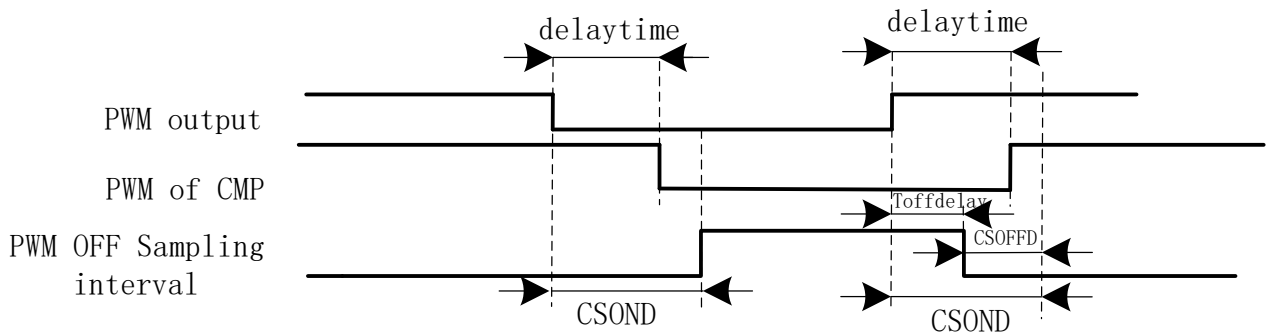 delaytime
delaytime
PWM output
PWM of CMP
Toffdelay
PWM OFF Sampling
interval
CSOFFD
CSOND
CSOND